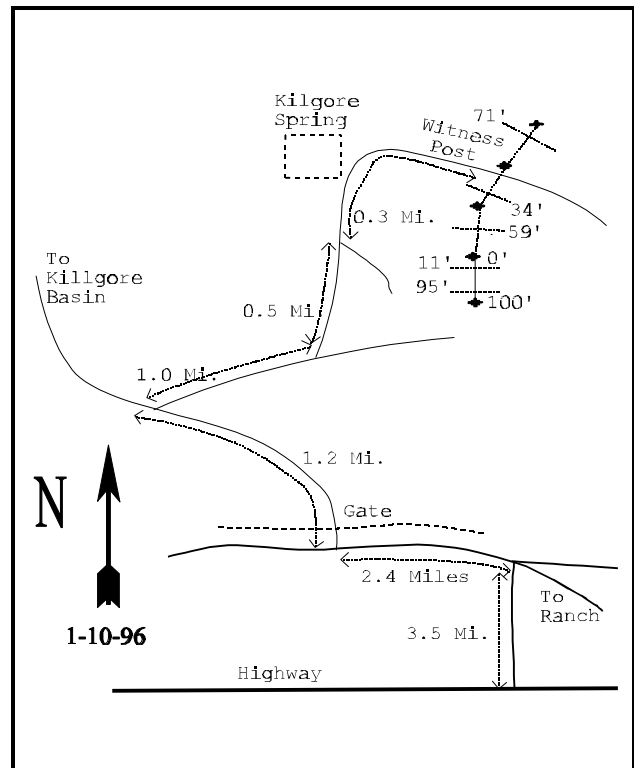 Kilgore
Spring
71'
Witness
Post
0.3 Mi.
34'
59'
To
Killgore
Basin
11'
0'
95'
100'
0.5 Mi
1.0 Mi.
1.2 Mi.
N
Gate
2.4 Miles
To
Ranch
1-10-96
3.5 Mi.
Highway